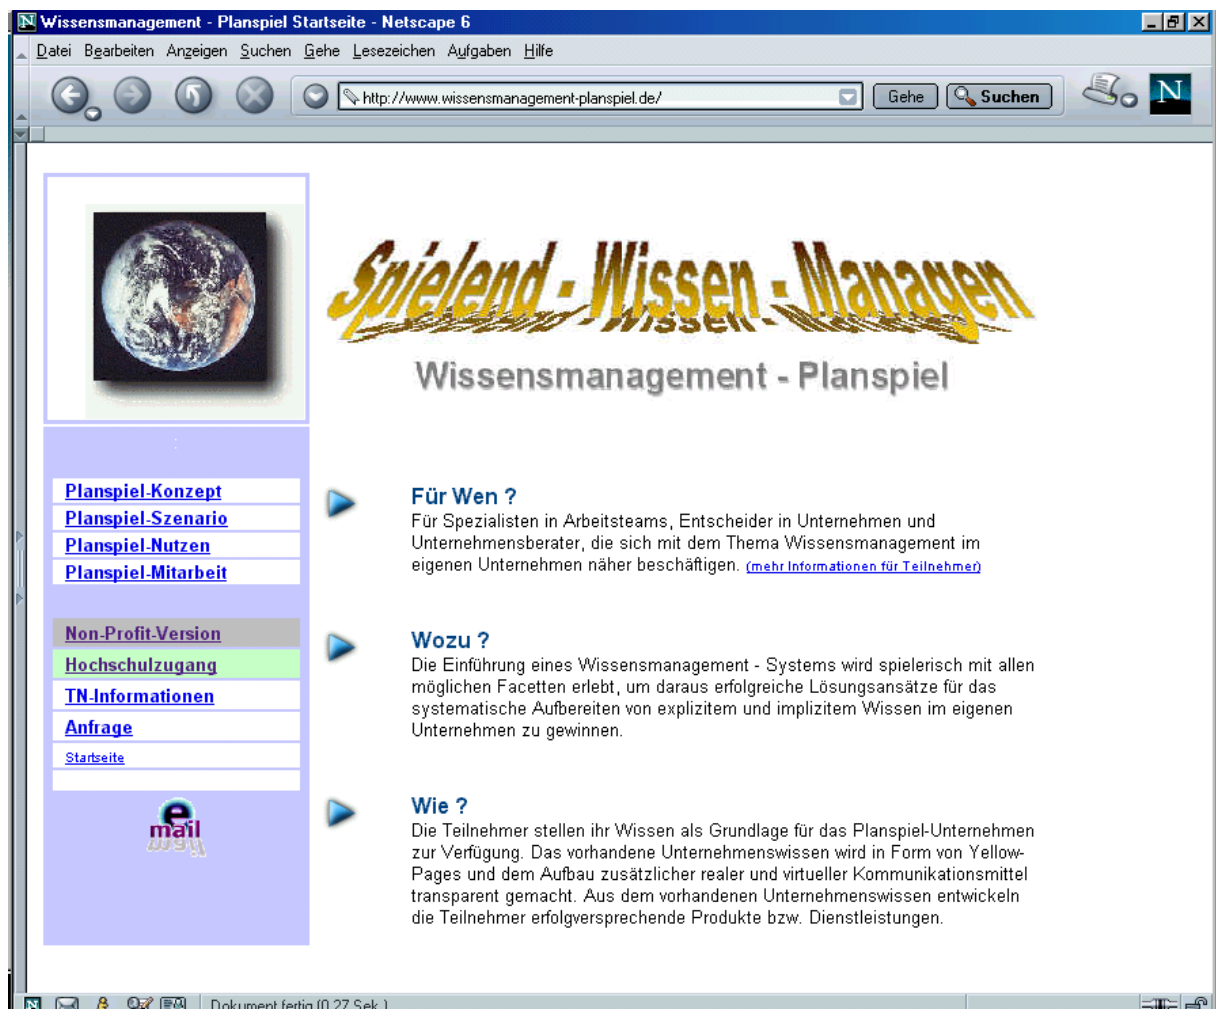 Wissensmanagement - Planspiel Startseite - Netscape 6
Datei Bearbeiten Anzeigen Suchen Gehe Lesezeichen Aufgaben Hilfe
http://www.wissensmanagement-planspiel.de/ Gehe Suchen N
Spielend - Wissen - Managen
Wissensmanagement - Planspiel
:
Planspiel-Konzept
Planspiel-Szenario
Planspiel-Nutzen
Planspiel-Mitarbeit
Non-Profit-Version
Hochschulzugang
TN-Informationen
Anfrage
Startseite
e
mail
Für Wen ?
Für Spezialisten in Arbeitsteams, Entscheider in Unternehmen und
Unternehmensberater, die sich mit dem Thema Wissensmanagement im
eigenen Unternehmen näher beschäftigen. (mehr Informationen für Teilnehmer)
Wozu ?
Die Einführung eines Wissensmanagement - Systems wird spielerisch mit allen
möglichen Facetten erlebt, um daraus erfolgreiche Lösungsansätze für das
systematische Aufbereiten von explizitem und implizitem Wissen im eigenen
Unternehmen zu gewinnen.
Wie ?
Die Teilnehmer stellen ihr Wissen als Grundlage für das Planspiel-Unternehmen
zur Verfügung. Das vorhandene Unternehmenswissen wird in Form von Yellow-
Pages und dem Aufbau zusätzlicher realer und virtueller Kommunikationsmittel
transparent gemacht. Aus dem vorhandenen Unternehmenswissen entwickeln
die Teilnehmer erfolgversprechende Produkte bzw. Dienstleistungen.
Dokument fertig (0.27 Sek.)